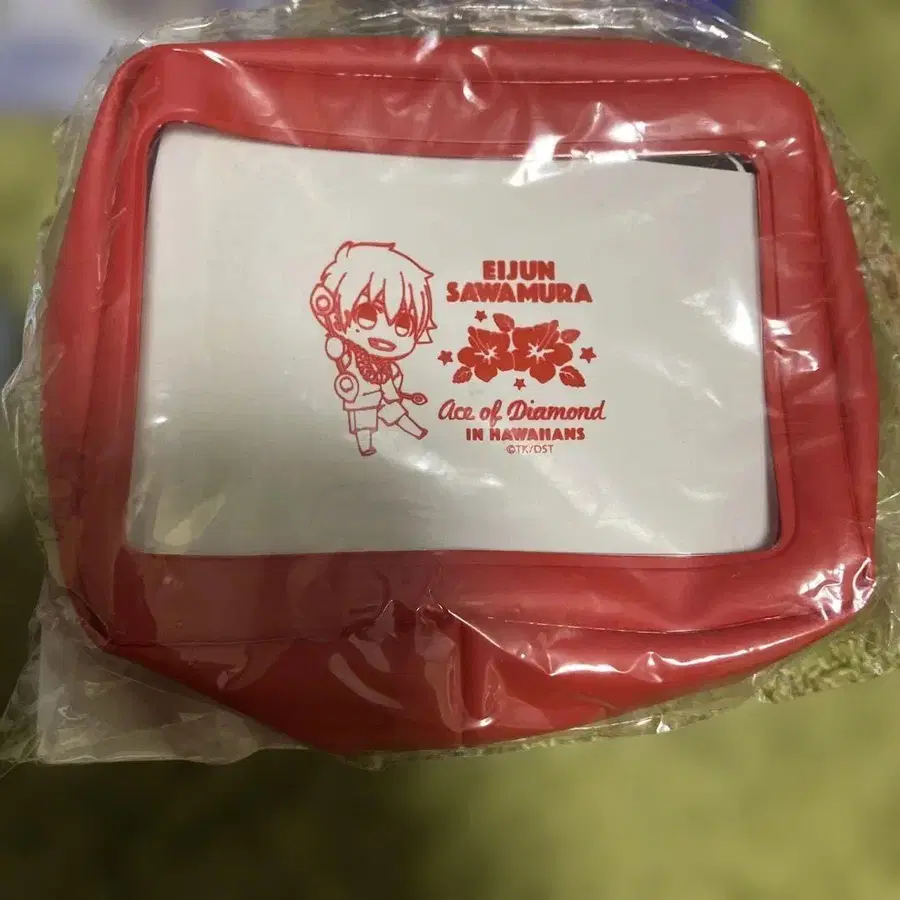 EIJUN
SAWAMURA
Ace of Diamond
IN HAWAIIANS
©TK/DST